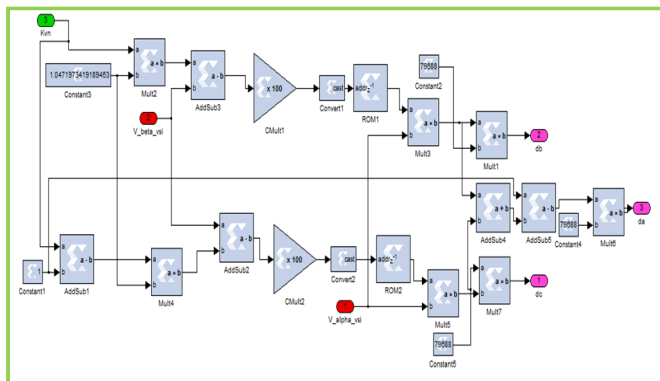 3
Kvn
a
b
a × b
Mult2
1.0471973419189453
Constant3
a
b
a - b
AddSub3
x 100
CMult1
cast
Convert1
addr
ROM1
79688
Constant2
a
b
a × b
Mult3
a
b
a × b
Mult1
2
db
2
V_beta_vsi
a
b
a + b
AddSub4
a
b
a - b
AddSub5
79688
Constant4
a
b
Mult6
3
da
1
Constant1
a
b
a - b
AddSub1
a
b
a × b
Mult4
a
b
a - b
AddSub2
x 100
CMult2
cast
Convert2
addr
ROM2
1
V_alpha_vsi
a
b
a × b
Mult5
a
b
a × b
Mult7
1
dc
79688
Constant5